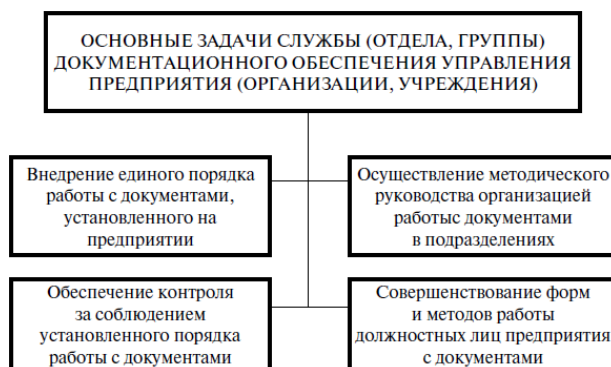 ОСНОВНЫЕ ЗАДАЧИ СЛУЖБЫ (ОТДЕЛА, ГРУППЫ)
ДОКУМЕНТАЦИОННОГО ОБЕСПЕЧЕНИЯ УПРАВЛЕНИЯ
ПРЕДПРИЯТИЯ (ОРГАНИЗАЦИИ, УЧРЕЖДЕНИЯ)
Внедрение единого порядка
работы с документами,
установленного на
предприятии
Осуществление методического
руководства организацией
работыс документами
в подразделениях
Обеспечение контроля
за соблюдением
установленного порядка
работы с документами
Совершенствование форм
и методов работы
должностных лиц предприятия
с документами